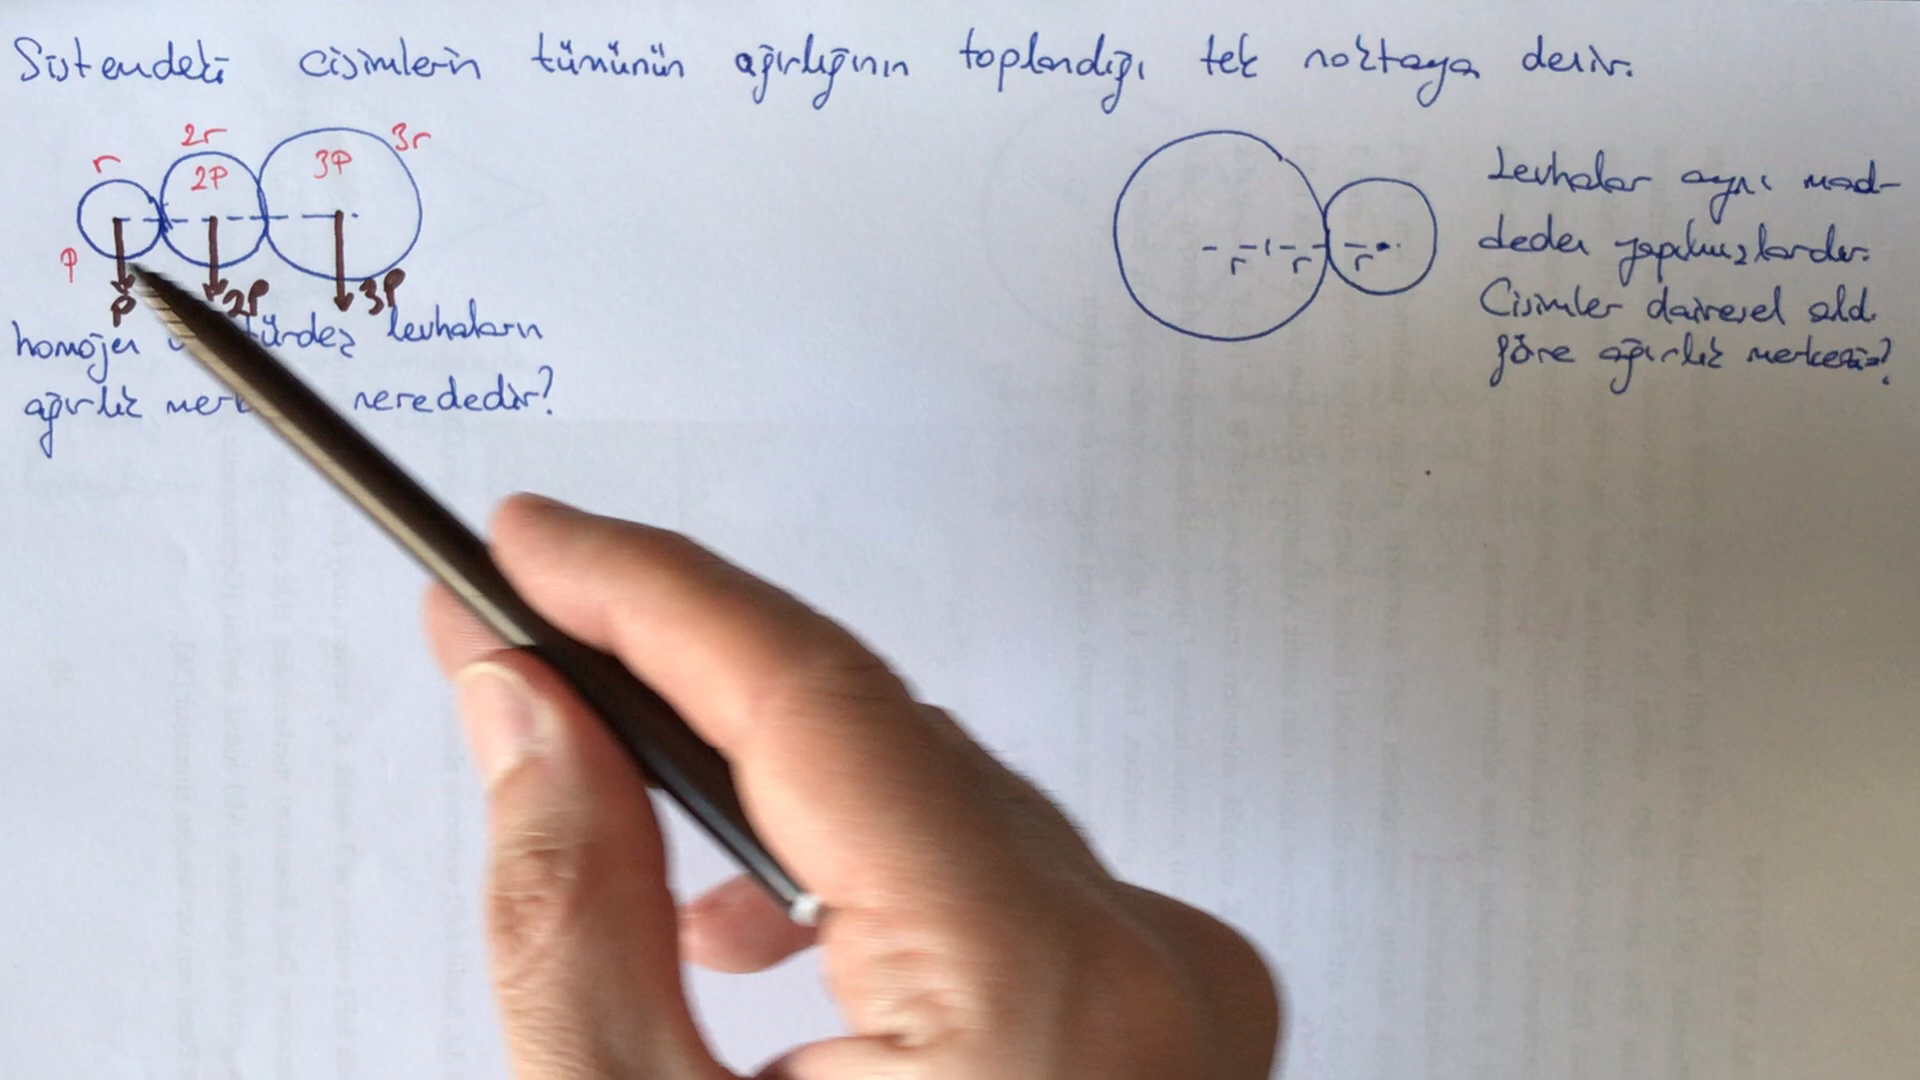 Sistemdeki cisimlerin tümünün ağırlığının toplandığı tek noktaya denir.
r 2r 3r
2P 3P
P
P 2P 3P
homojen türdeş levhaların
ağırlık nerededir?
r r r
Levhalar aynı mad-
deden yapılmışlardır.
Cisimler dairesel old.
göre ağırlık merkezi=?